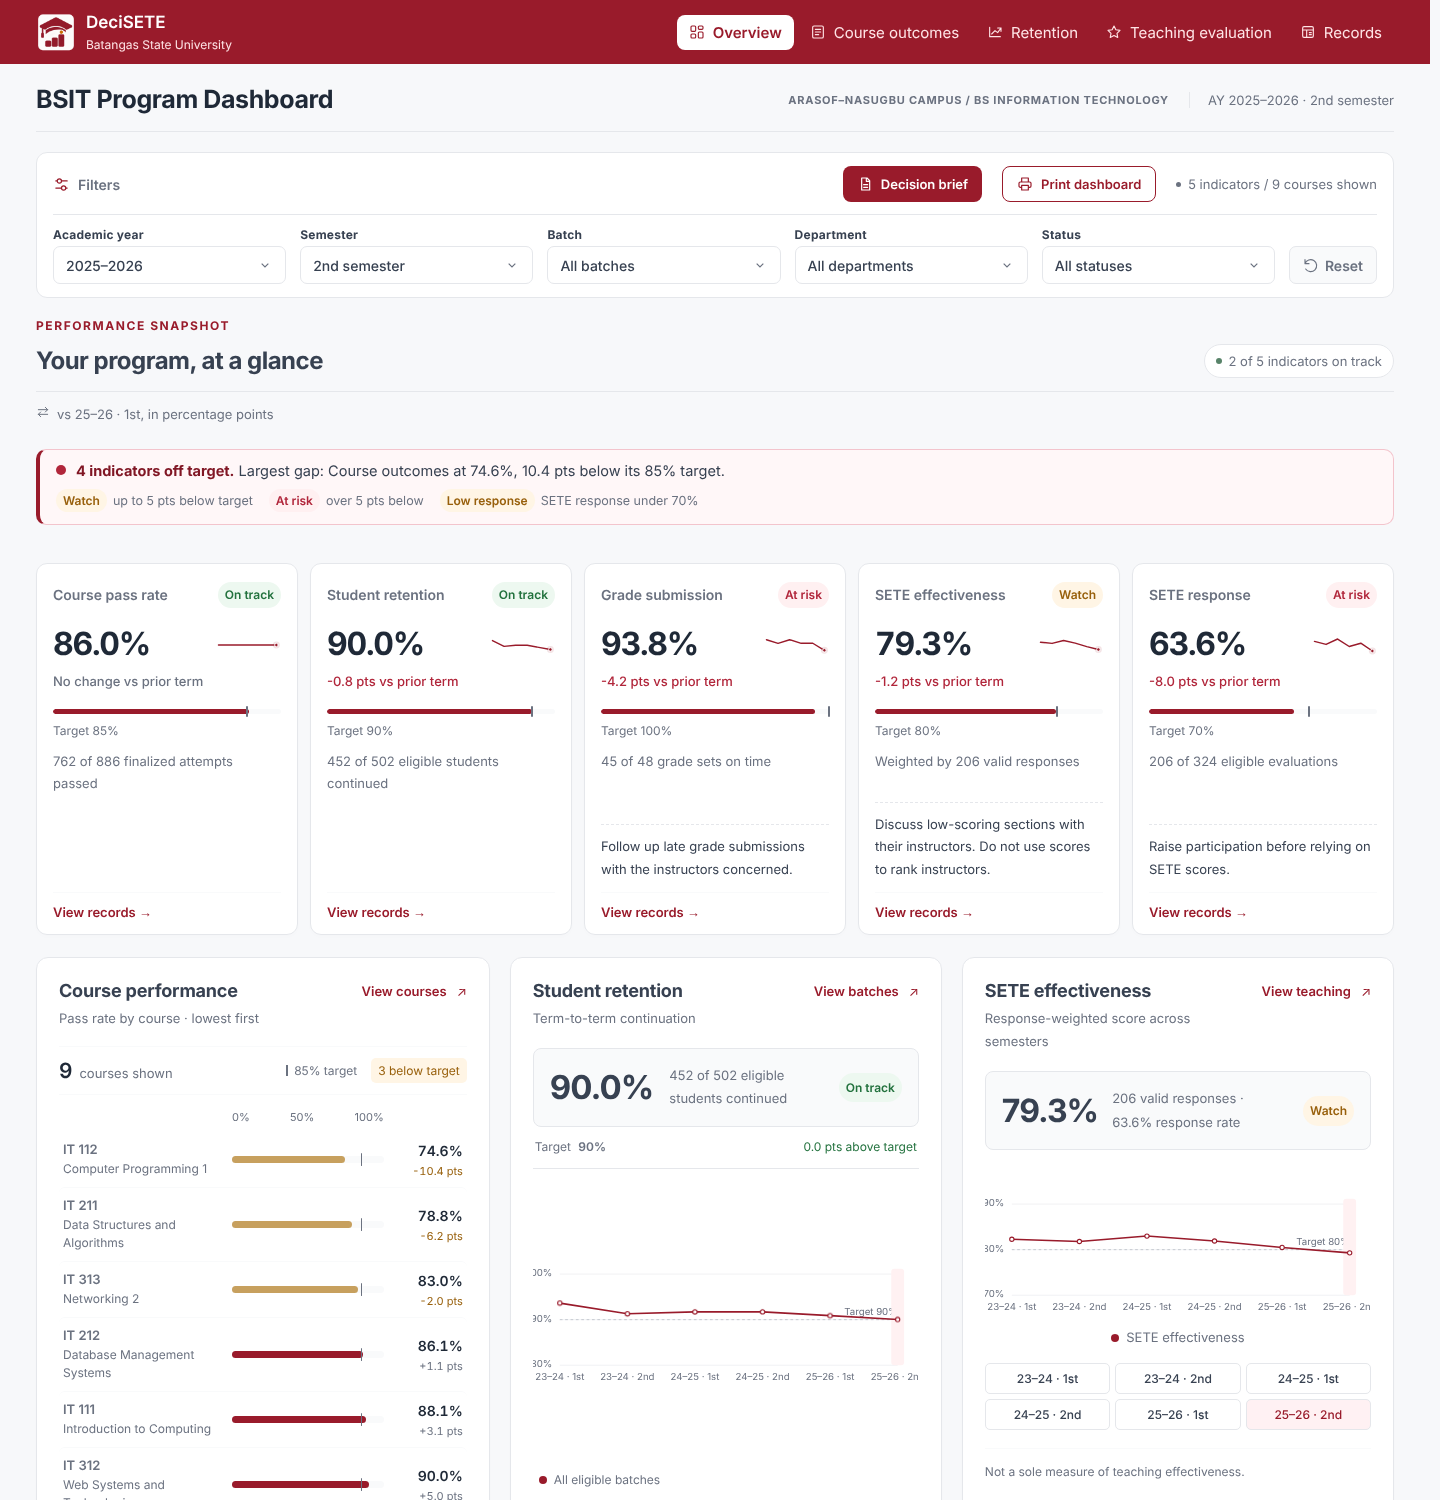 DeciSETE
Batangas State University
Overview
Course outcomes
Retention
Teaching evaluation
Records
BSIT Program Dashboard
ARASOF–NASUGBU CAMPUS / BS INFORMATION TECHNOLOGY
AY 2025–2026 · 2nd semester
Filters
Decision brief
Print dashboard
5 indicators / 9 courses shown
Academic year
Semester
Batch
Department
Status
2025–2026
2nd semester
All batches
All departments
All statuses
Reset
PERFORMANCE SNAPSHOT
Your program, at a glance
2 of 5 indicators on track
vs 25–26 · 1st, in percentage points
4 indicators off target. Largest gap: Course outcomes at 74.6%, 10.4 pts below its 85% target.
Watch up to 5 pts below target At risk over 5 pts below Low response SETE response under 70%
Course pass rate
On track
86.0%
No change vs prior term
Target 85%
762 of 886 finalized attempts
passed
View records →
Student retention
On track
90.0%
-0.8 pts vs prior term
Target 90%
452 of 502 eligible students
continued
View records →
Grade submission
At risk
93.8%
-4.2 pts vs prior term
Target 100%
45 of 48 grade sets on time
Follow up late grade submissions
with the instructors concerned.
View records →
SETE effectiveness
Watch
79.3%
-1.2 pts vs prior term
Target 80%
Weighted by 206 valid responses
Discuss low-scoring sections with
their instructors. Do not use scores
to rank instructors.
View records →
SETE response
At risk
63.6%
-8.0 pts vs prior term
Target 70%
206 of 324 eligible evaluations
Raise participation before relying on
SETE scores.
View records →
Course performance
View courses
Pass rate by course · lowest first
9 courses shown
85% target
3 below target
0% 50% 100%
IT 112
Computer Programming 1
74.6%
-10.4 pts
IT 211
Data Structures and
Algorithms
78.8%
-6.2 pts
IT 313
Networking 2
83.0%
-2.0 pts
IT 212
Database Management
Systems
86.1%
+1.1 pts
IT 111
Introduction to Computing
88.1%
+3.1 pts
IT 312
Web Systems and
90.0%
+5.0 pts
Student retention
View batches
Term-to-term continuation
90.0%
452 of 502 eligible
students continued
On track
Target 90%
0.0 pts above target
00%
Target 90%
90%
80%
23–24 · 1st 23–24 · 2nd 24–25 · 1st 24–25 · 2nd 25–26 · 1st 25–26 · 2n
All eligible batches
SETE effectiveness
View teaching
Response-weighted score across
semesters
79.3%
206 valid responses ·
63.6% response rate
Watch
90%
Target 80%
80%
70%
23–24 · 1st 23–24 · 2nd 24–25 · 1st 24–25 · 2nd 25–26 · 1st 25–26 · 2n
SETE effectiveness
23–24 · 1st
23–24 · 2nd
24–25 · 1st
24–25 · 2nd
25–26 · 1st
25–26 · 2nd
Not a sole measure of teaching effectiveness.